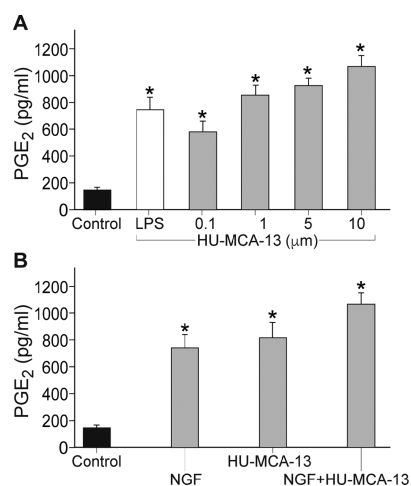 A
PGE2 (pg/ml)
1200
1000
800
600
400
200
0
*
*
*
*
*
Control
LPS
0.1
1
5
10
HU-MCA-13 (μm)
B
PGE2 (pg/ml)
1200
1000
800
600
400
200
0
*
*
*
Control
HU-MCA-13
NGF
NGF+HU-MCA-13